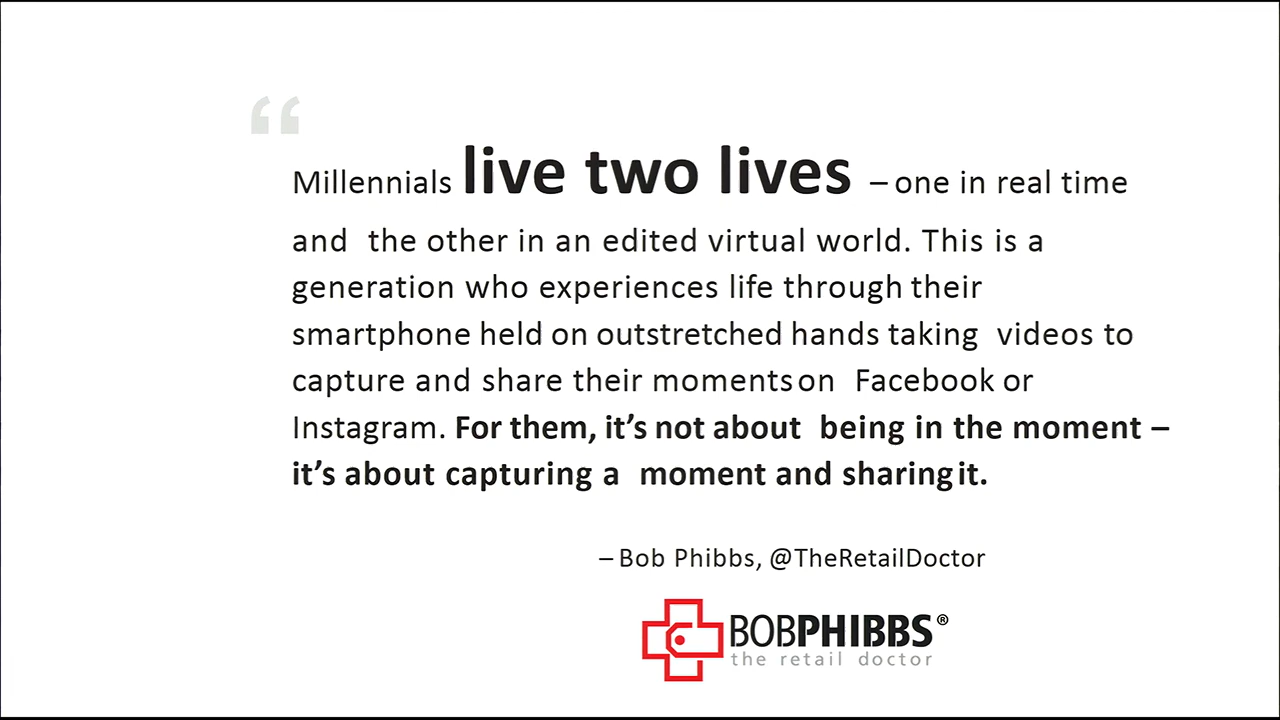 “
Millennials live two lives – one in real time
and the other in an edited virtual world. This is a
generation who experiences life through their
smartphone held on outstretched hands taking videos to
capture and share their moments on Facebook or
Instagram. For them, it’s not about being in the moment –
it’s about capturing a moment and sharing it.
– Bob Phibbs, @TheRetailDoctor
BOBPHIBBS®
the retail doctor